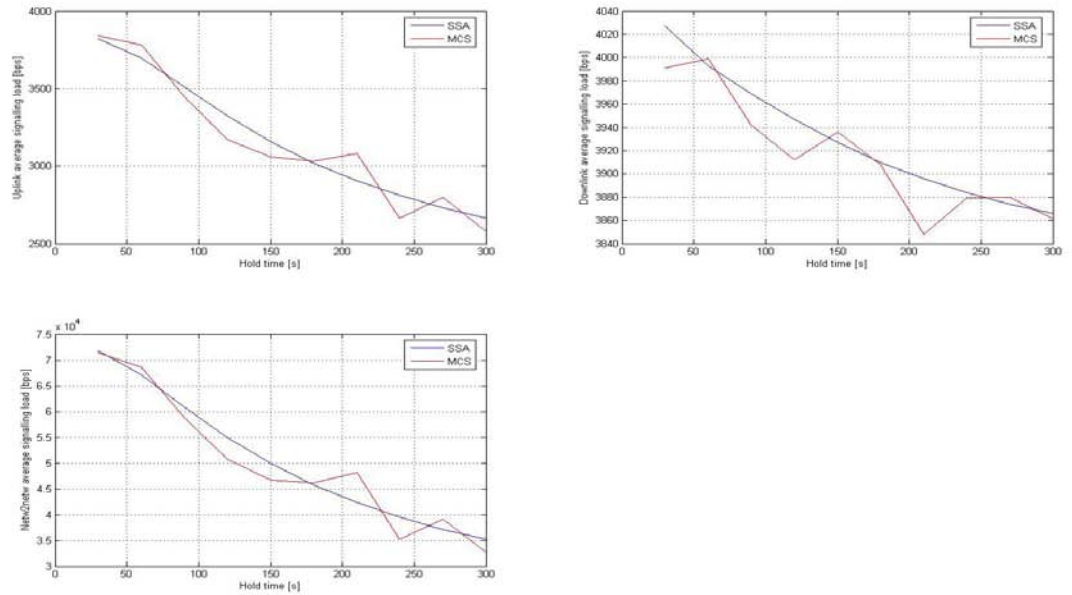 4000
3500
3000
2500
Uplink average signalling load [bps]
0 50 100 150 200 250 300
Hold time [s]
SSA
MCS
4040
4020
4000
3980
3960
3940
3920
3900
3880
3860
3840
Downlink average signalling load [bps]
0 50 100 150 200 250 300
Hold time [s]
SSA
MCS
x 10^4
7.5
7
6.5
6
5.5
5
4.5
4
3.5
3
Netw2netw average signalling load [bps]
0 50 100 150 200 250 300
Hold time [s]
SSA
MCS